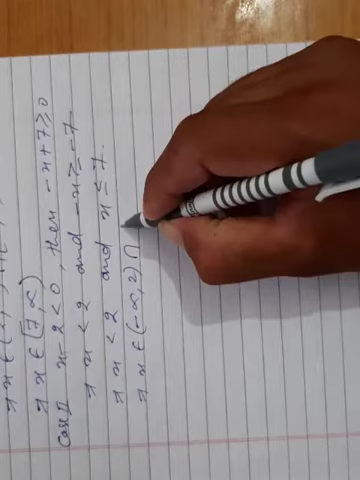 ⇒ x ∈ [7, ∞)
Case II x-2<0, then -x+7≥0
⇒ x < 2 and -x ≥ -7
⇒ x < 2 and x ≤ 7.
⇒ x ∈ (-∞, 2) ∩